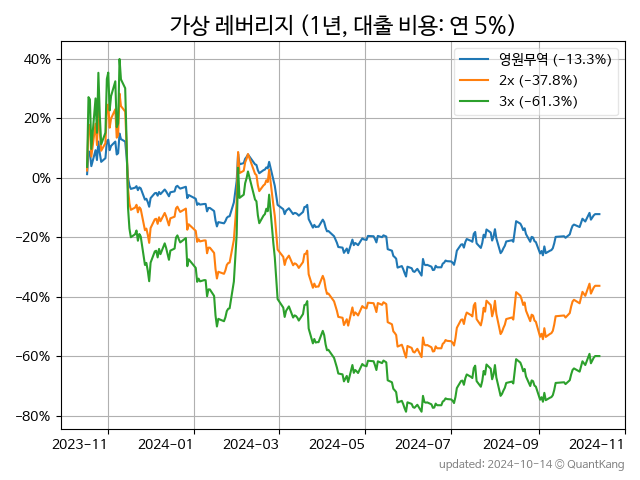 가상 레버리지 (1년, 대출 비용: 연 5%)
영원무역 (−13.3%)
2x (−37.8%)
3x (−61.3%)
40%
20%
0%
−20%
−40%
−60%
−80%
2023-11 2024-01 2024-03 2024-05 2024-07 2024-09 2024-11
updated: 2024-10-14 © QuantKang